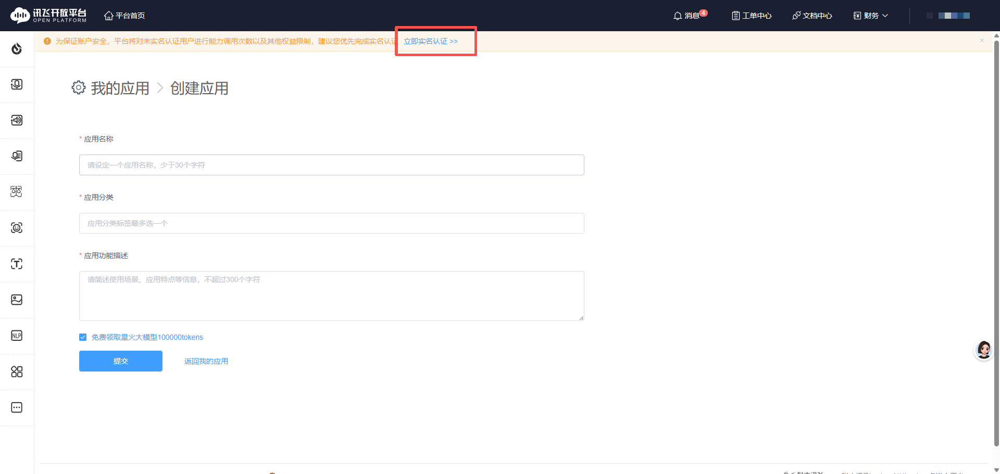 讯飞开放平台
OPEN PLATFORM
平台首页
消息 4
工单中心
文档中心
财务
为保证账户安全，平台将对未实名认证用户进行能力调用次数以及其他权益限制，建议您优先完成实名认证
立即实名认证 >>
我的应用 > 创建应用
* 应用名称
请设定一个应用名称，少于30个字符
* 应用分类
应用分类标签最多选一个
* 应用功能描述
请简述使用场景、应用特点等信息，不超过300个字符
免费领取星火大模型100000tokens
提交
返回我的应用
NLP